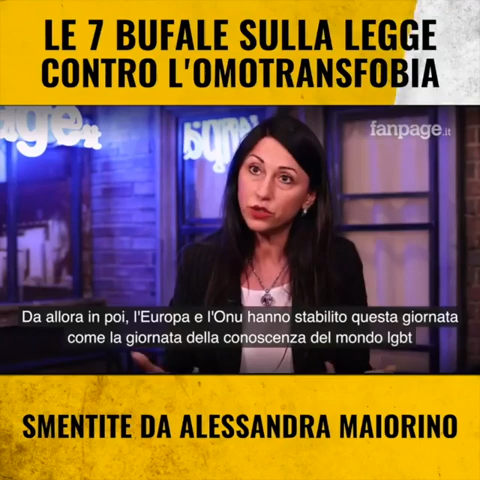 LE 7 BUFALE SULLA LEGGE
CONTRO L'OMOTRANSFOBIA
fanpage.it
Da allora in poi, l'Europa e l'Onu hanno stabilito questa giornata
come la giornata della conoscenza del mondo lgbt
SMENTITE DA ALESSANDRA MAIORINO